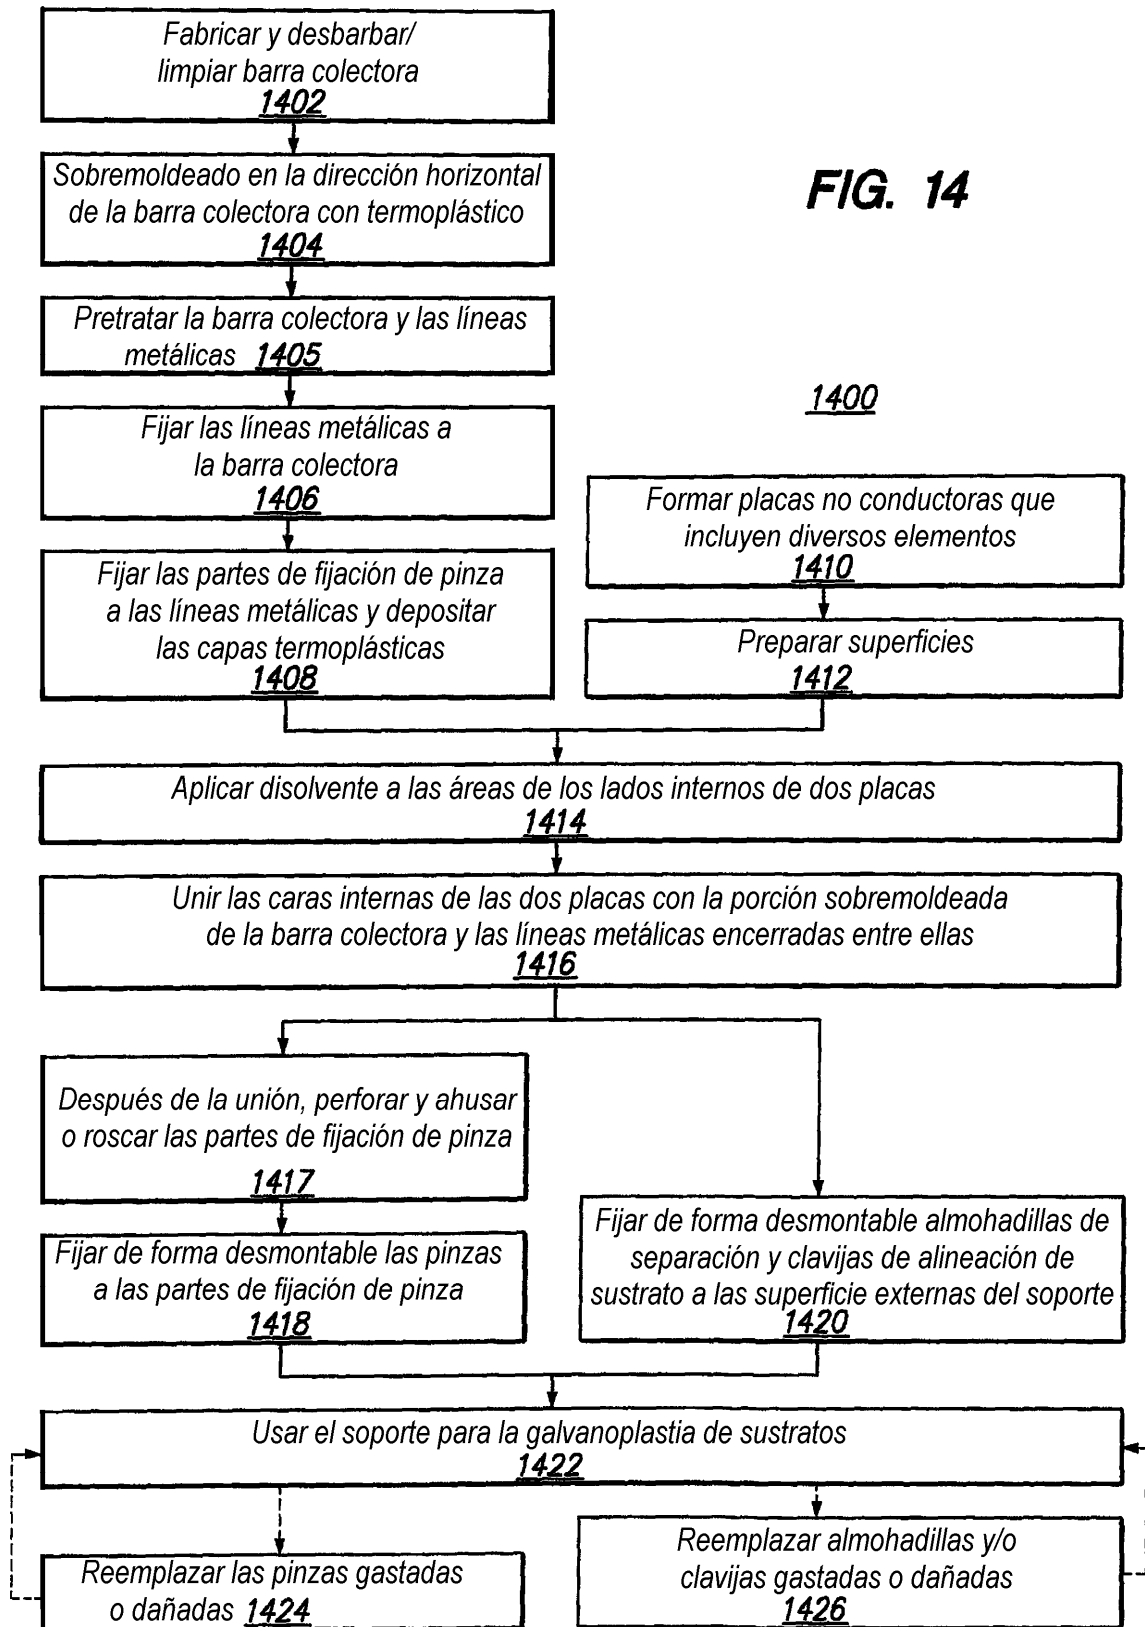 Fabricar y desbarbar/
limpiar barra colectora
1402
Sobremoldeado en la dirección horizontal
de la barra colectora con termoplástico
1404
FIG. 14
Pretratar la barra colectora y las líneas
metálicas 1405
1400
Fijar las líneas metálicas a
la barra colectora
1406
Formar placas no conductoras que
incluyen diversos elementos
1410
Fijar las partes de fijación de pinza
a las líneas metálicas y depositar
las capas termoplásticas
1408
Preparar superficies
1412
Aplicar disolvente a las áreas de los lados internos de dos placas
1414
Unir las caras internas de las dos placas con la porción sobremoldeada
de la barra colectora y las líneas metálicas encerradas entre ellas
1416
Después de la unión, perforar y ahusar
o roscar las partes de fijación de pinza
1417
Fijar de forma desmontable las pinzas
a las partes de fijación de pinza
1418
Fijar de forma desmontable almohadillas de
separación y clavijas de alineación de
sustrato a las superficie externas del soporte
1420
Usar el soporte para la galvanoplastia de sustratos
1422
Reemplazar las pinzas gastadas
o dañadas 1424
Reemplazar almohadillas y/o
clavijas gastadas o dañadas
1426